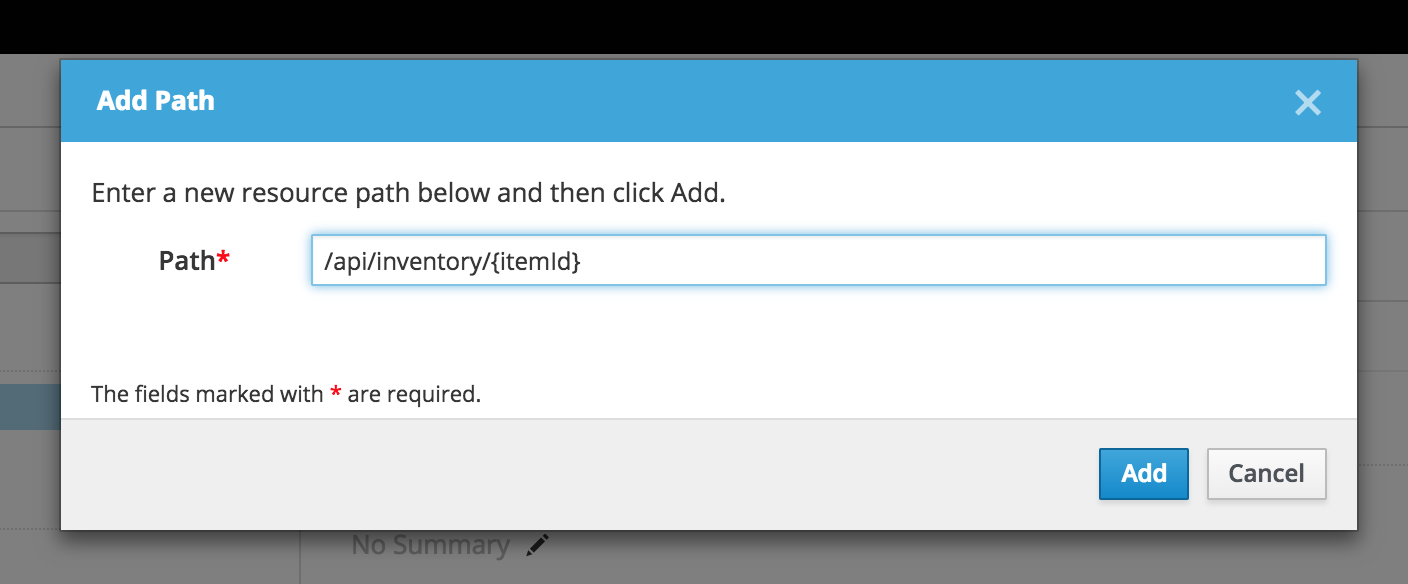 Add Path
Enter a new resource path below and then click Add.
Path*
/api/inventory/{itemId}
The fields marked with * are required.
Add
Cancel
No Summary